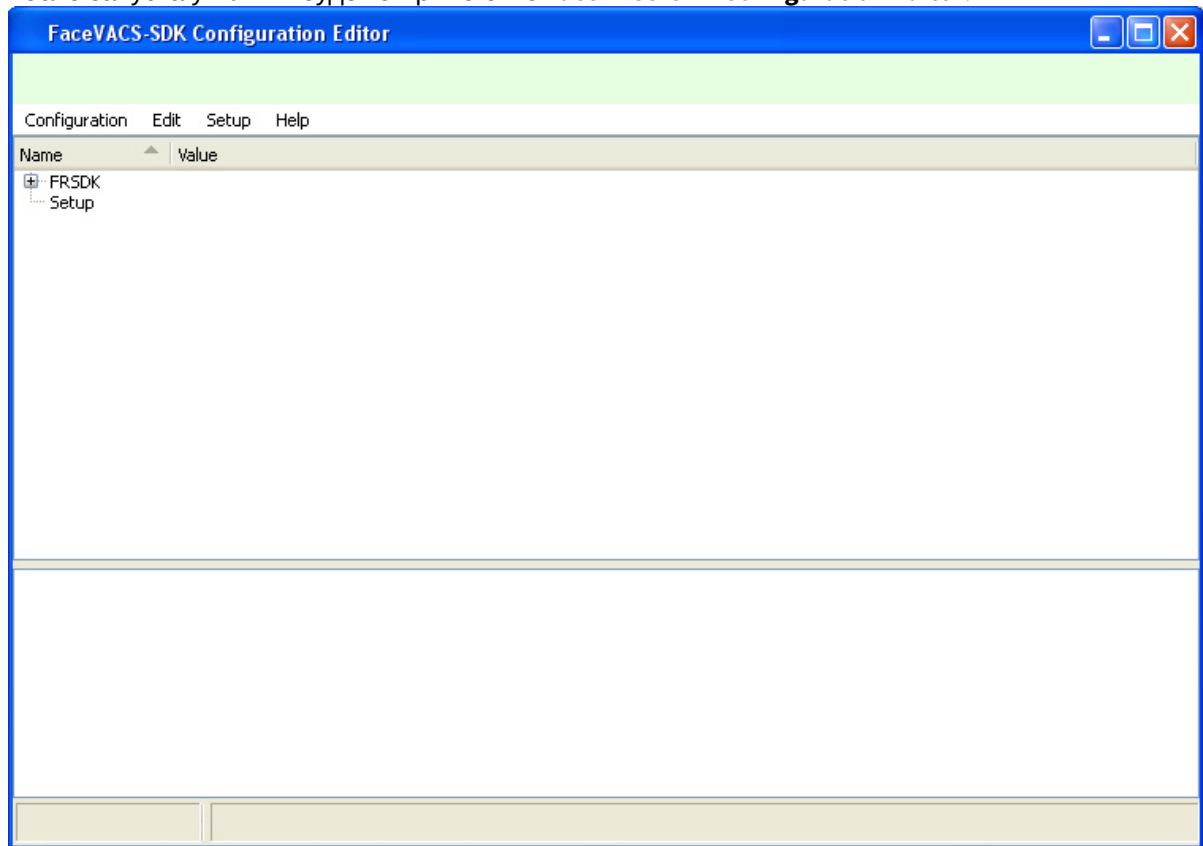 FaceVACS-SDK Configuration Editor
Configuration Edit Setup Help
Name Value
FRSDK
Setup